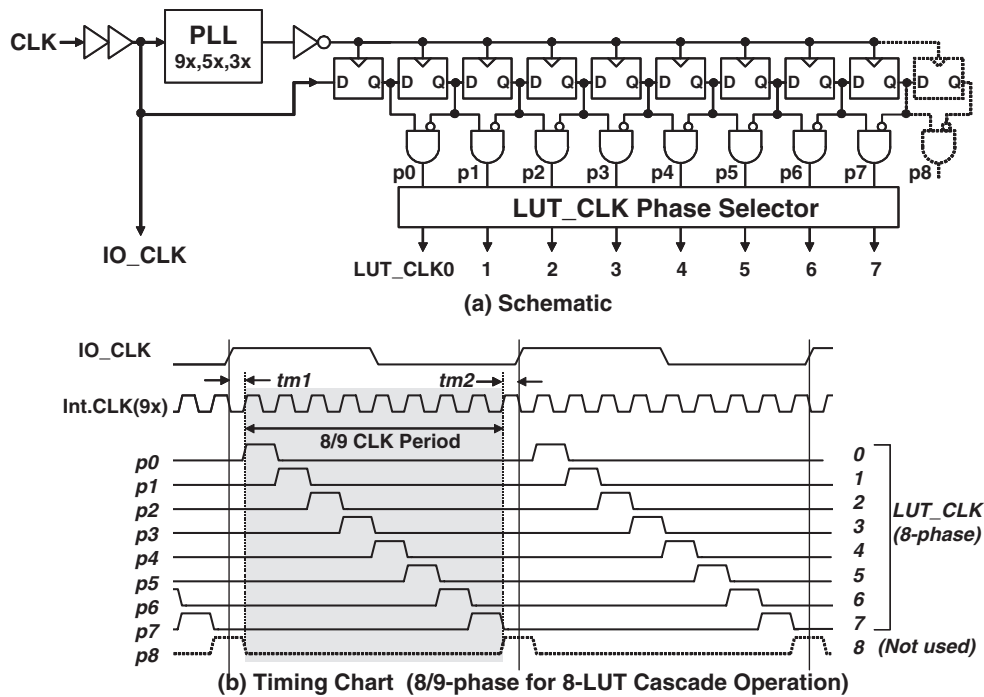 CLK
PLL
9x,5x,3x
D Q D Q D Q D Q D Q D Q D Q D Q D Q D Q
p0 p1 p2 p3 p4 p5 p6 p7 p8
LUT_CLK Phase Selector
IO_CLK
LUT_CLK0 1 2 3 4 5 6 7
(a) Schematic
IO_CLK
tm1 tm2
Int.CLK(9x)
8/9 CLK Period
p0 0
p1 1
p2 2
p3 3
p4 4
p5 5
p6 6
p7 7
p8 8 (Not used)
LUT_CLK
(8-phase)
(b) Timing Chart (8/9-phase for 8-LUT Cascade Operation)